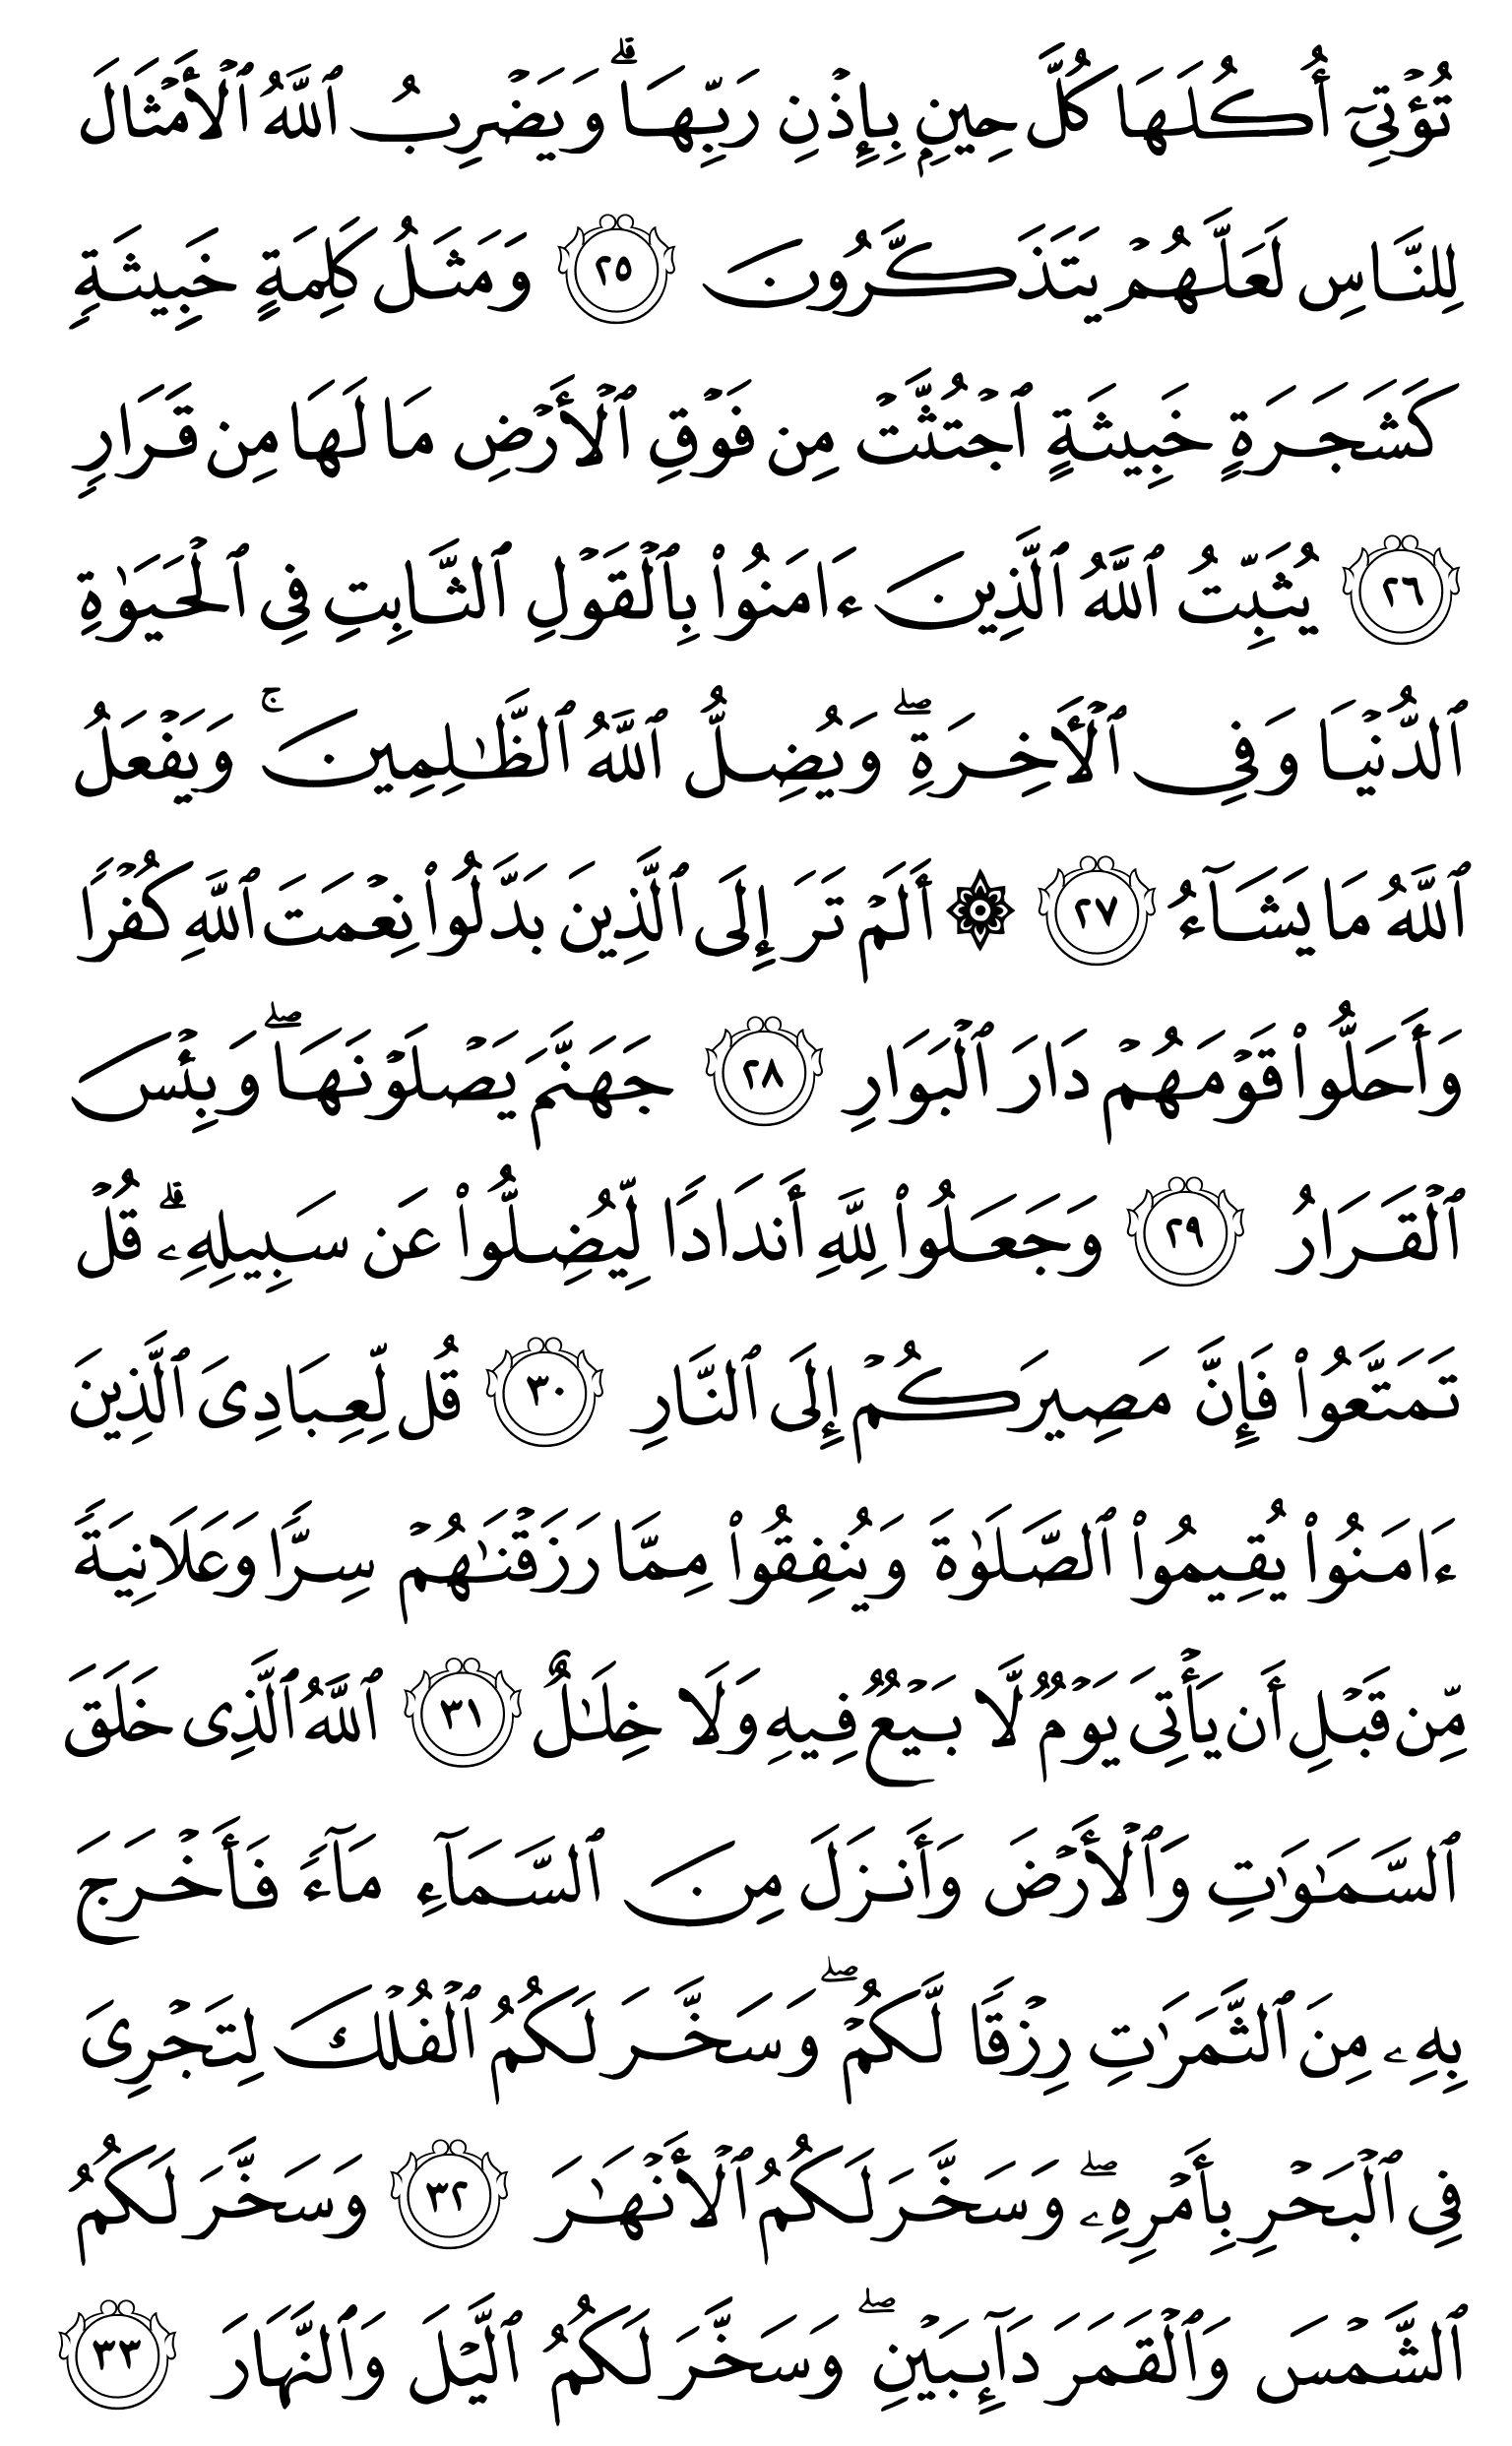 تُؤۡتِيٓ أُكُلَهَا كُلَّ حِينِۭ بِإِذۡنِ رَبِّهَاۗ وَيَضۡرِبُ ٱللَّهُ ٱلۡأَمۡثَالَ
لِلنَّاسِ لَعَلَّهُمۡ يَتَذَكَّرُونَ ٢٥ وَمَثَلُ كَلِمَةٍ خَبِيثَةٖ
كَشَجَرَةٍ خَبِيثَةٍ ٱجۡتُثَّتۡ مِن فَوۡقِ ٱلۡأَرۡضِ مَا لَهَا مِن قَرَارٖ
٢٦ يُثَبِّتُ ٱللَّهُ ٱلَّذِينَ ءَامَنُواْ بِٱلۡقَوۡلِ ٱلثَّابِتِ فِي ٱلۡحَيَوٰةِ
ٱلدُّنۡيَا وَفِي ٱلۡأٓخِرَةِۖ وَيُضِلُّ ٱللَّهُ ٱلظَّٰلِمِينَۚ وَيَفۡعَلُ
ٱللَّهُ مَا يَشَآءُ ٢٧ ۞ أَلَمۡ تَرَ إِلَى ٱلَّذِينَ بَدَّلُواْ نِعۡمَتَ ٱللَّهِ كُفۡرٗا
وَأَحَلُّواْ قَوۡمَهُمۡ دَارَ ٱلۡبَوَارِ ٢٨ جَهَنَّمَ يَصۡلَوۡنَهَاۖ وَبِئۡسَ
ٱلۡقَرَارُ ٢٩ وَجَعَلُواْ لِلَّهِ أَندَادٗا لِّيُضِلُّواْ عَن سَبِيلِهِۦۗ قُلۡ
تَمَتَّعُواْ فَإِنَّ مَصِيرَكُمۡ إِلَى ٱلنَّارِ ٣٠ قُل لِّعِبَادِيَ ٱلَّذِينَ
ءَامَنُواْ يُقِيمُواْ ٱلصَّلَوٰةَ وَيُنفِقُواْ مِمَّا رَزَقۡنَٰهُمۡ سِرّٗا وَعَلَانِيَةٗ
مِّن قَبۡلِ أَن يَأۡتِيَ يَوۡمٞ لَّا بَيۡعٞ فِيهِ وَلَا خِلَٰلٌ ٣١ ٱللَّهُ ٱلَّذِي خَلَقَ
ٱلسَّمَٰوَٰتِ وَٱلۡأَرۡضَ وَأَنزَلَ مِنَ ٱلسَّمَآءِ مَآءٗ فَأَخۡرَجَ
بِهِۦ مِنَ ٱلثَّمَرَٰتِ رِزۡقٗا لَّكُمۡۖ وَسَخَّرَ لَكُمُ ٱلۡفُلۡكَ لِتَجۡرِيَ
فِي ٱلۡبَحۡرِ بِأَمۡرِهِۦۖ وَسَخَّرَ لَكُمُ ٱلۡأَنۡهَٰرَ ٣٢ وَسَخَّرَ لَكُمُ
ٱلشَّمۡسَ وَٱلۡقَمَرَ دَآئِبَيۡنِۖ وَسَخَّرَ لَكُمُ ٱلَّيۡلَ وَٱلنَّهَارَ ٣٣